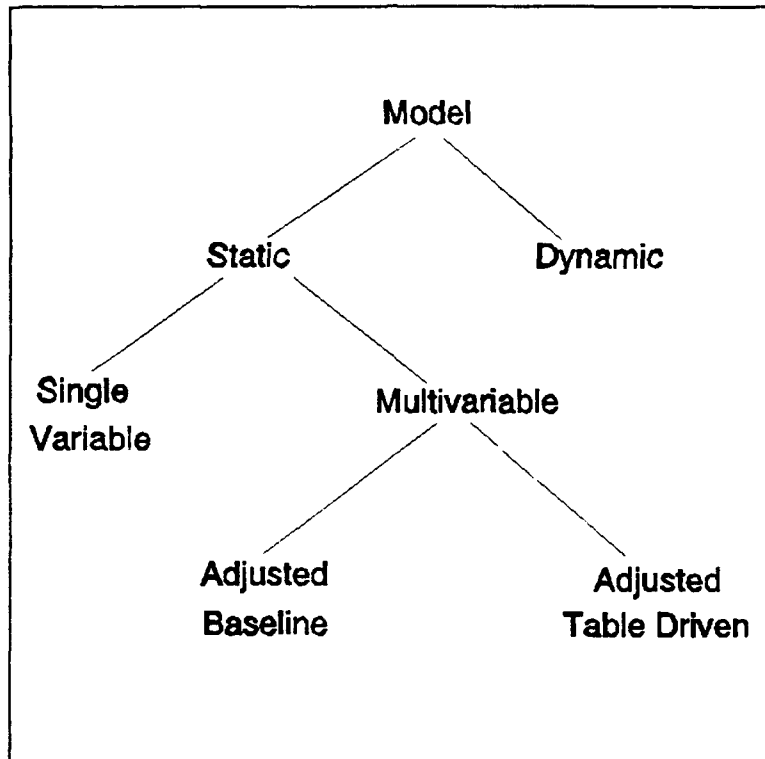 Model
Static
Dynamic
Single
Variable
Multivariable
Adjusted
Baseline
Adjusted
Table Driven